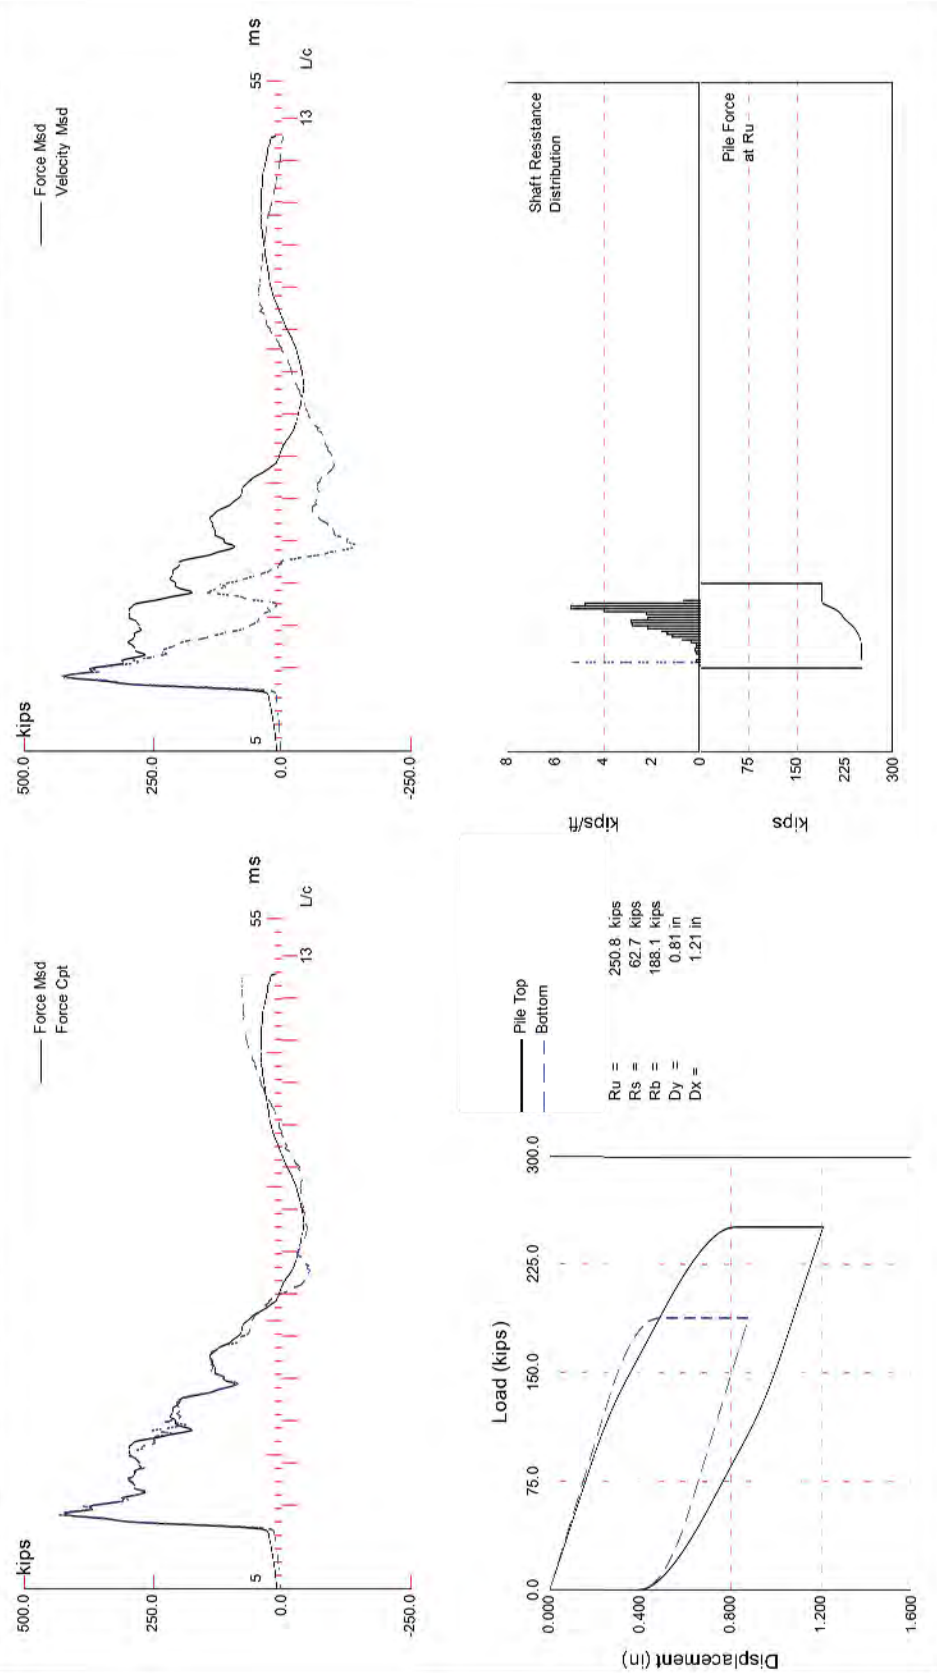 500.0
kips
250.0
0.0
-250.0
5
55
ms
13
L/c
Force Msd
Force Cpt
500.0
kips
250.0
0.0
-250.0
5
55
ms
13
L/c
Force Msd
Velocity Msd
Load (kips)
0.0
75.0
150.0
225.0
300.0
0.000
0.400
0.800
1.200
1.600
Displacement (in)
Pile Top
Bottom
Ru = 250.8 kips
Rs = 62.7 kips
Rb = 188.1 kips
Dy = 0.81 in
Dx = 1.21 in
8
6
4
2
0
75
150
225
300
kips/ft
kips
Shaft Resistance
Distribution
Pile Force
at Ru